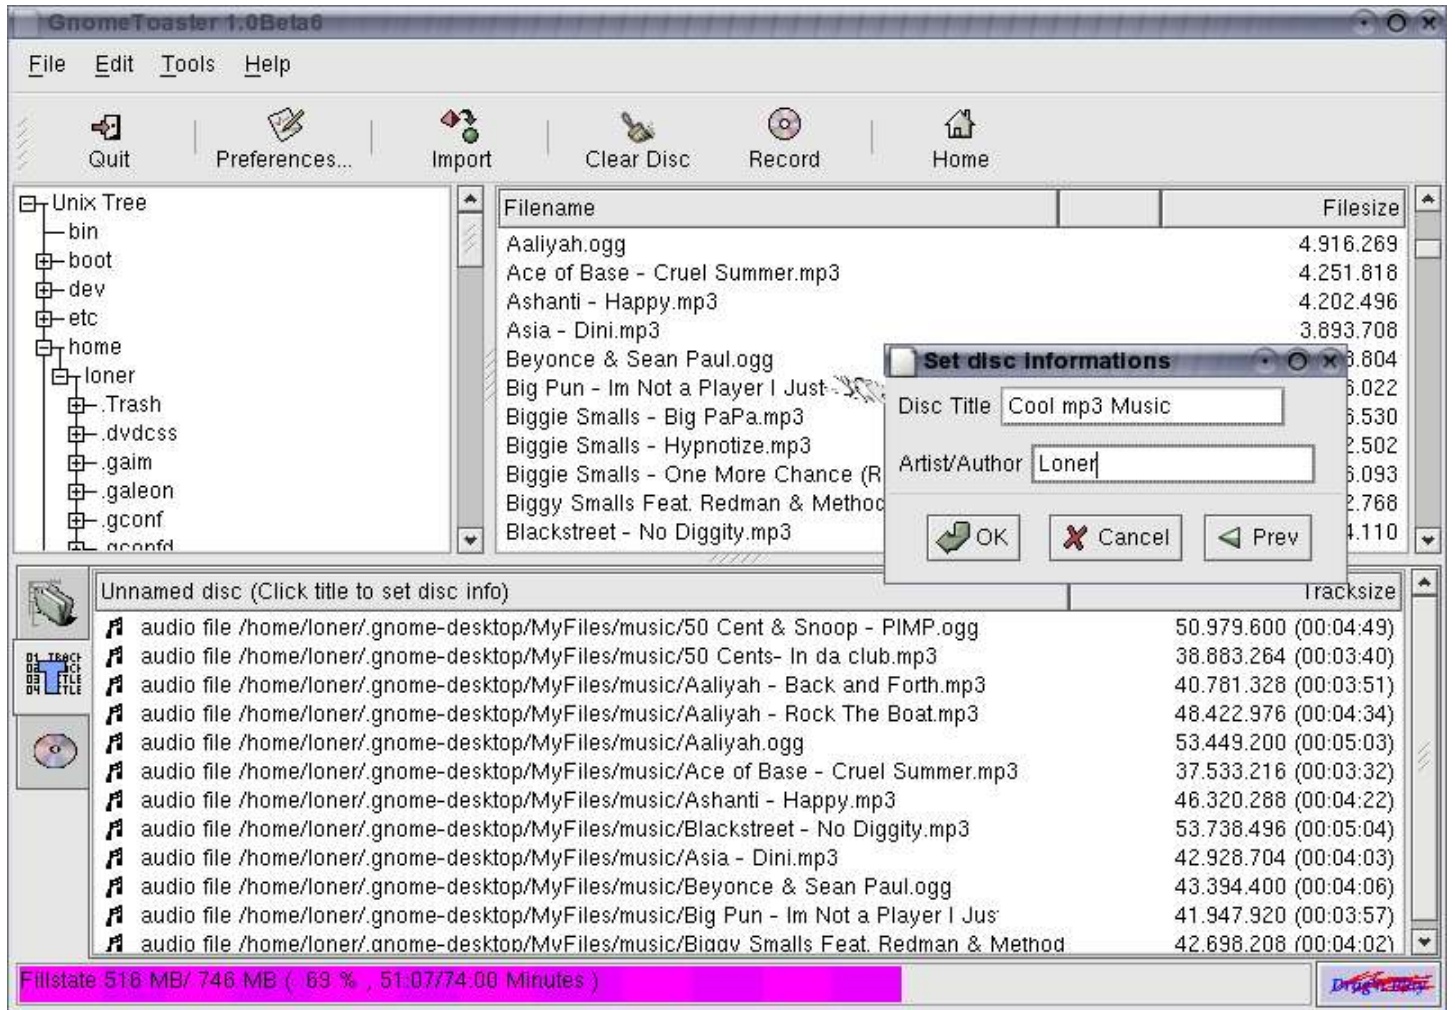 GnomeToaster 1.0Beta6
File Edit Tools Help
Quit Preferences... Import Clear Disc Record Home
Unix Tree
bin
boot
dev
etc
home
loner
.Trash
.dvdcss
.gaim
.galeon
.gconf
.gconfd
Filename Filesize
Aaliyah.ogg 4.916.269
Ace of Base - Cruel Summer.mp3 4.251.818
Ashanti - Happy.mp3 4.202.496
Asia - Dini.mp3 3.893.708
Beyonce & Sean Paul.ogg 3.804
Big Pun - Im Not a Player I Just 6.022
Biggie Smalls - Big PaPa.mp3 5.530
Biggie Smalls - Hypnotize.mp3 2.502
Biggie Smalls - One More Chance (R 6.093
Biggy Smalls Feat. Redman & Method 2.768
Blackstreet - No Diggity.mp3 .110
Set disc informations
Disc Title Cool mp3 Music
Artist/Author Loner
OK Cancel Prev
Unnamed disc (Click title to set disc info) Tracksize
audio file /home/loner/.gnome-desktop/MyFiles/music/50 Cent & Snoop - PIMP.ogg 50.979.600 (00:04:49)
audio file /home/loner/.gnome-desktop/MyFiles/music/50 Cents- In da club.mp3 38.883.264 (00:03:40)
audio file /home/loner/.gnome-desktop/MyFiles/music/Aaliyah - Back and Forth.mp3 40.781.328 (00:03:51)
audio file /home/loner/.gnome-desktop/MyFiles/music/Aaliyah - Rock The Boat.mp3 48.422.976 (00:04:34)
audio file /home/loner/.gnome-desktop/MyFiles/music/Aaliyah.ogg 53.449.200 (00:05:03)
audio file /home/loner/.gnome-desktop/MyFiles/music/Ace of Base - Cruel Summer.mp3 37.533.216 (00:03:32)
audio file /home/loner/.gnome-desktop/MyFiles/music/Ashanti - Happy.mp3 46.320.288 (00:04:22)
audio file /home/loner/.gnome-desktop/MyFiles/music/Blackstreet - No Diggity.mp3 53.738.496 (00:05:04)
audio file /home/loner/.gnome-desktop/MyFiles/music/Asia - Dini.mp3 42.928.704 (00:04:03)
audio file /home/loner/.gnome-desktop/MyFiles/music/Beyonce & Sean Paul.ogg 43.394.400 (00:04:06)
audio file /home/loner/.gnome-desktop/MyFiles/music/Big Pun - Im Not a Player I Jus 41.947.920 (00:03:57)
audio file /home/loner/.gnome-desktop/MyFiles/music/Biggy Smalls Feat. Redman & Method 42.698.208 (00:04:02)
Fillstate 516 MB/ 746 MB ( 69 % , 51:07/74:00 Minutes )